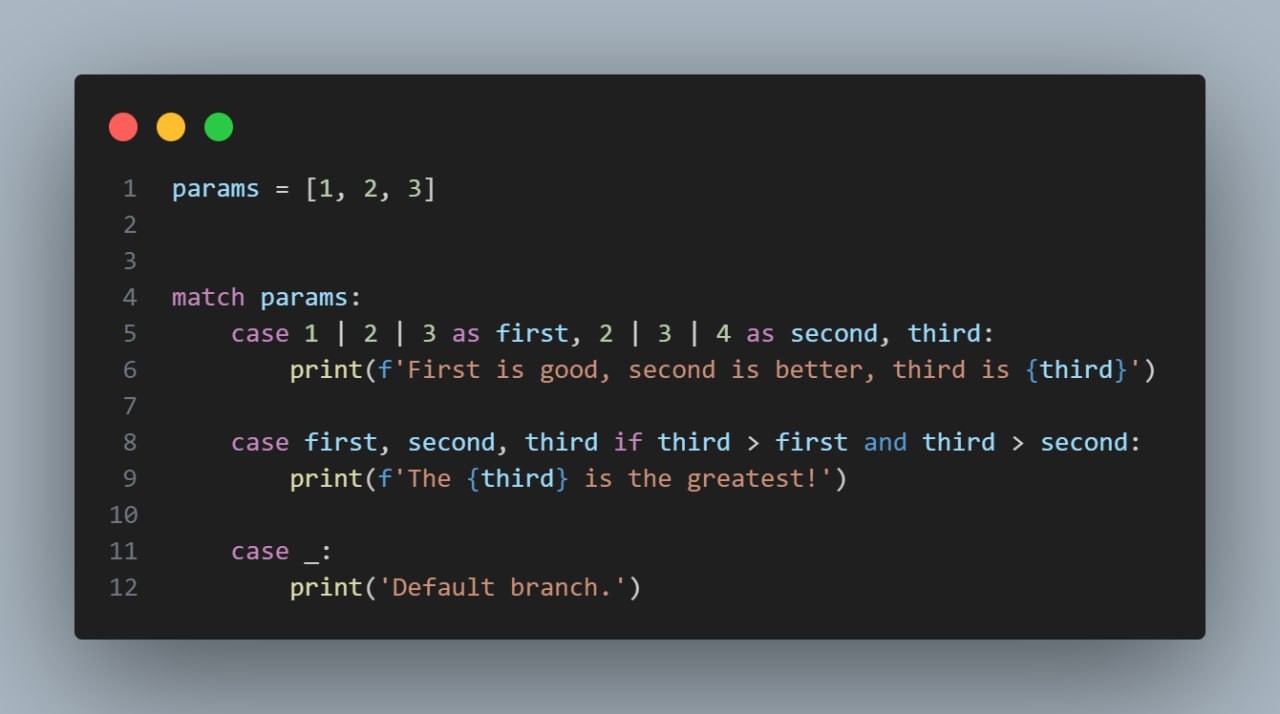 1 params = [1, 2, 3]
2
3
4 match params:
5     case 1 | 2 | 3 as first, 2 | 3 | 4 as second, third:
6         print(f'First is good, second is better, third is {third}')
7
8     case first, second, third if third > first and third > second:
9         print(f'The {third} is the greatest!')
10
11     case _:
12         print('Default branch.')